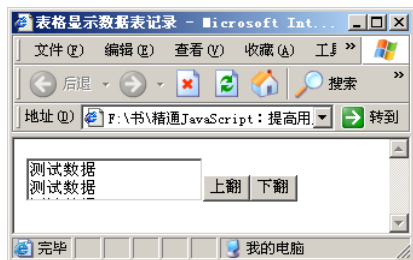 表格显示数据表记录 - Microsoft Int...
文件(F) 编辑(E) 查看(V) 收藏(A) 工具 »
后退 搜索 »
地址(D) F:\书\精通JavaScript：提高用 转到
测试数据
测试数据
上翻 下翻
完毕 我的电脑